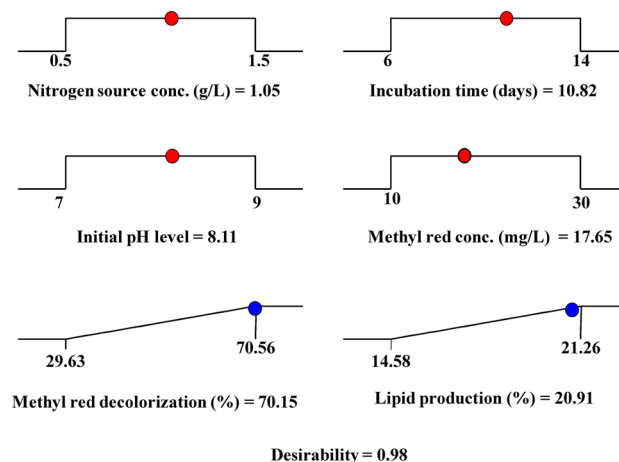 0.5 1.5 6 14
Nitrogen source conc. (g/L) = 1.05 Incubation time (days) = 10.82
7 9 10 30
Initial pH level = 8.11 Methyl red conc. (mg/L) = 17.65
29.63 70.56 14.58 21.26
Methyl red decolorization (%) = 70.15 Lipid production (%) = 20.91
Desirability = 0.98